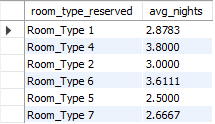 room_type_reserved avg_nights
Room_Type 1 2.8783
Room_Type 4 3.8000
Room_Type 2 3.0000
Room_Type 6 3.6111
Room_Type 5 2.5000
Room_Type 7 2.6667